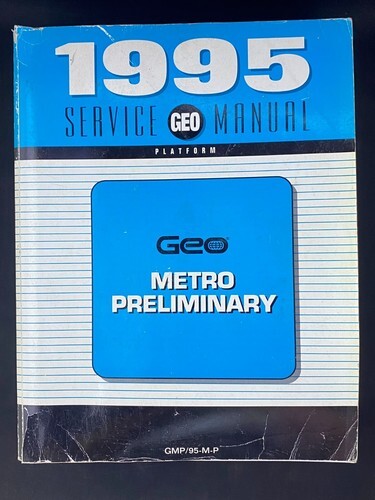 1995
SERVICE GEO MANUAL
PLATFORM
Geo
METRO
PRELIMINARY
GMP/95-M-P